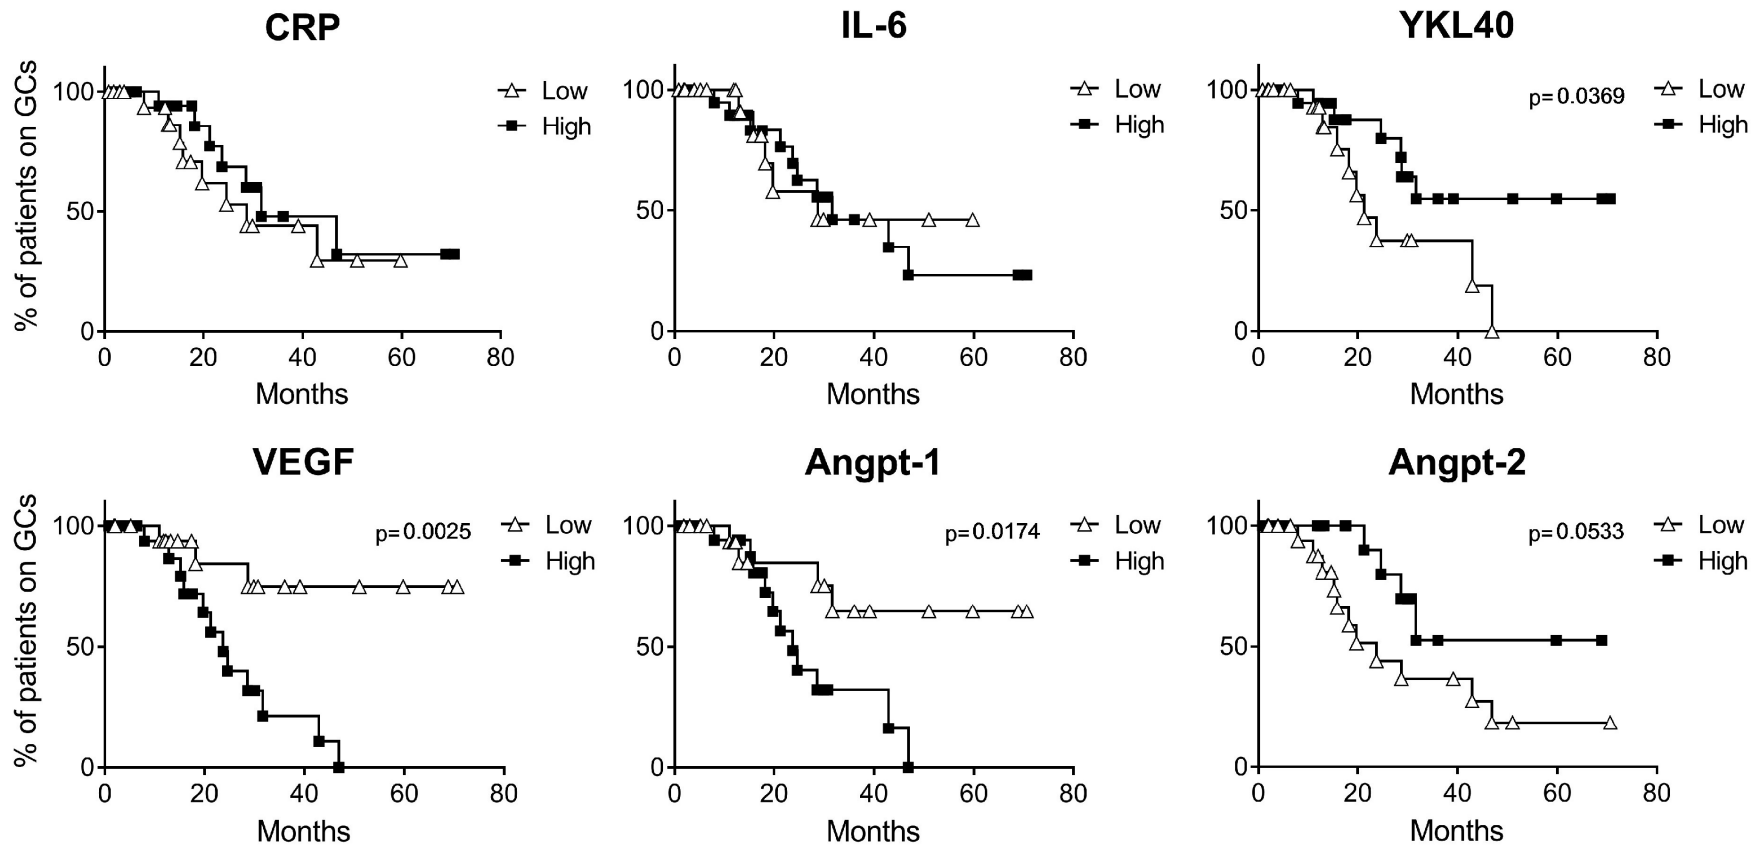 CRP
IL-6
YKL40
% of patients on GCs
100
50
0
0 20 40 60 80
Months
Low
High
100
50
0
0 20 40 60 80
Months
Low
High
100
50
0
0 20 40 60 80
Months
p=0.0369
Low
High
VEGF
Angpt-1
Angpt-2
% of patients on GCs
100
50
0
0 20 40 60 80
Months
p=0.0025
Low
High
100
50
0
0 20 40 60 80
Months
p=0.0174
Low
High
100
50
0
0 20 40 60 80
Months
p=0.0533
Low
High